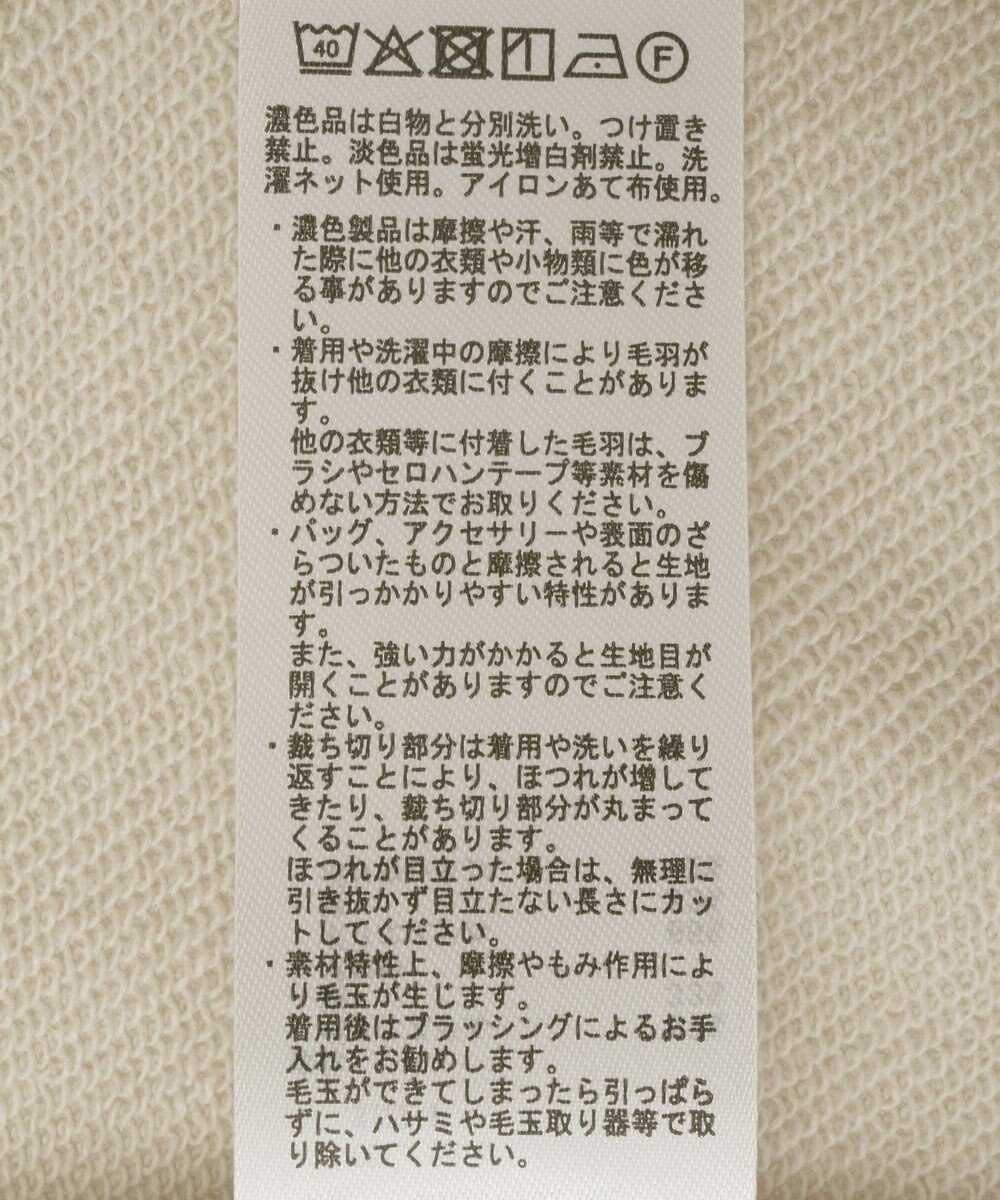 40 F
濃色品は白物と分別洗い。つけ置き
禁止。淡色品は蛍光増白剤禁止。洗
濯ネット使用。アイロンあて布使用。
・濃色製品は摩擦や汗、雨等で濡れ
た際に他の衣類や小物類に色が移
る事がありますのでご注意くださ
い。
・着用や洗濯中の摩擦により毛羽が
抜け他の衣類に付くことがありま
す。
他の衣類等に付着した毛羽は、ブ
ラシやセロハンテープ等素材を傷
めない方法でお取りください。
・バッグ、アクセサリーや表面のざ
らついたものと摩擦されると生地
が引っかかりやすい特性がありま
す。
また、強い力がかかると生地目が
開くことがありますのでご注意く
ださい。
・裁ち切り部分は着用や洗いを繰り
返すことにより、ほつれが増して
きたり、裁ち切り部分が丸まって
くることがあります。
ほつれが目立った場合は、無理に
引き抜かず目立たない長さにカッ
トしてください。
・素材特性上、摩擦やもみ作用によ
り毛玉が生じます。
着用後はブラッシングによるお手
入れをお勧めします。
毛玉ができてしまったら引っぱら
ずに、ハサミや毛玉取り器等で取
り除いてください。